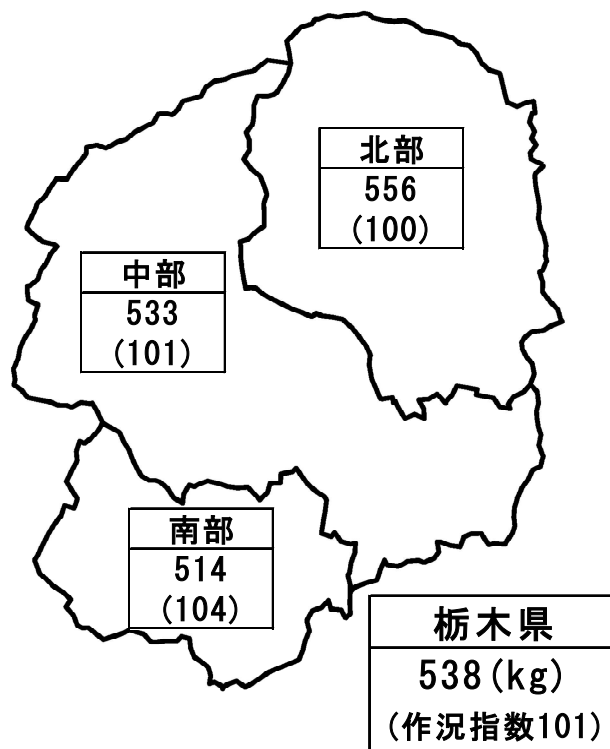 北部
556
(100)
中部
533
(101)
南部
514
(104)
栃木県
538(kg)
(作況指数101)